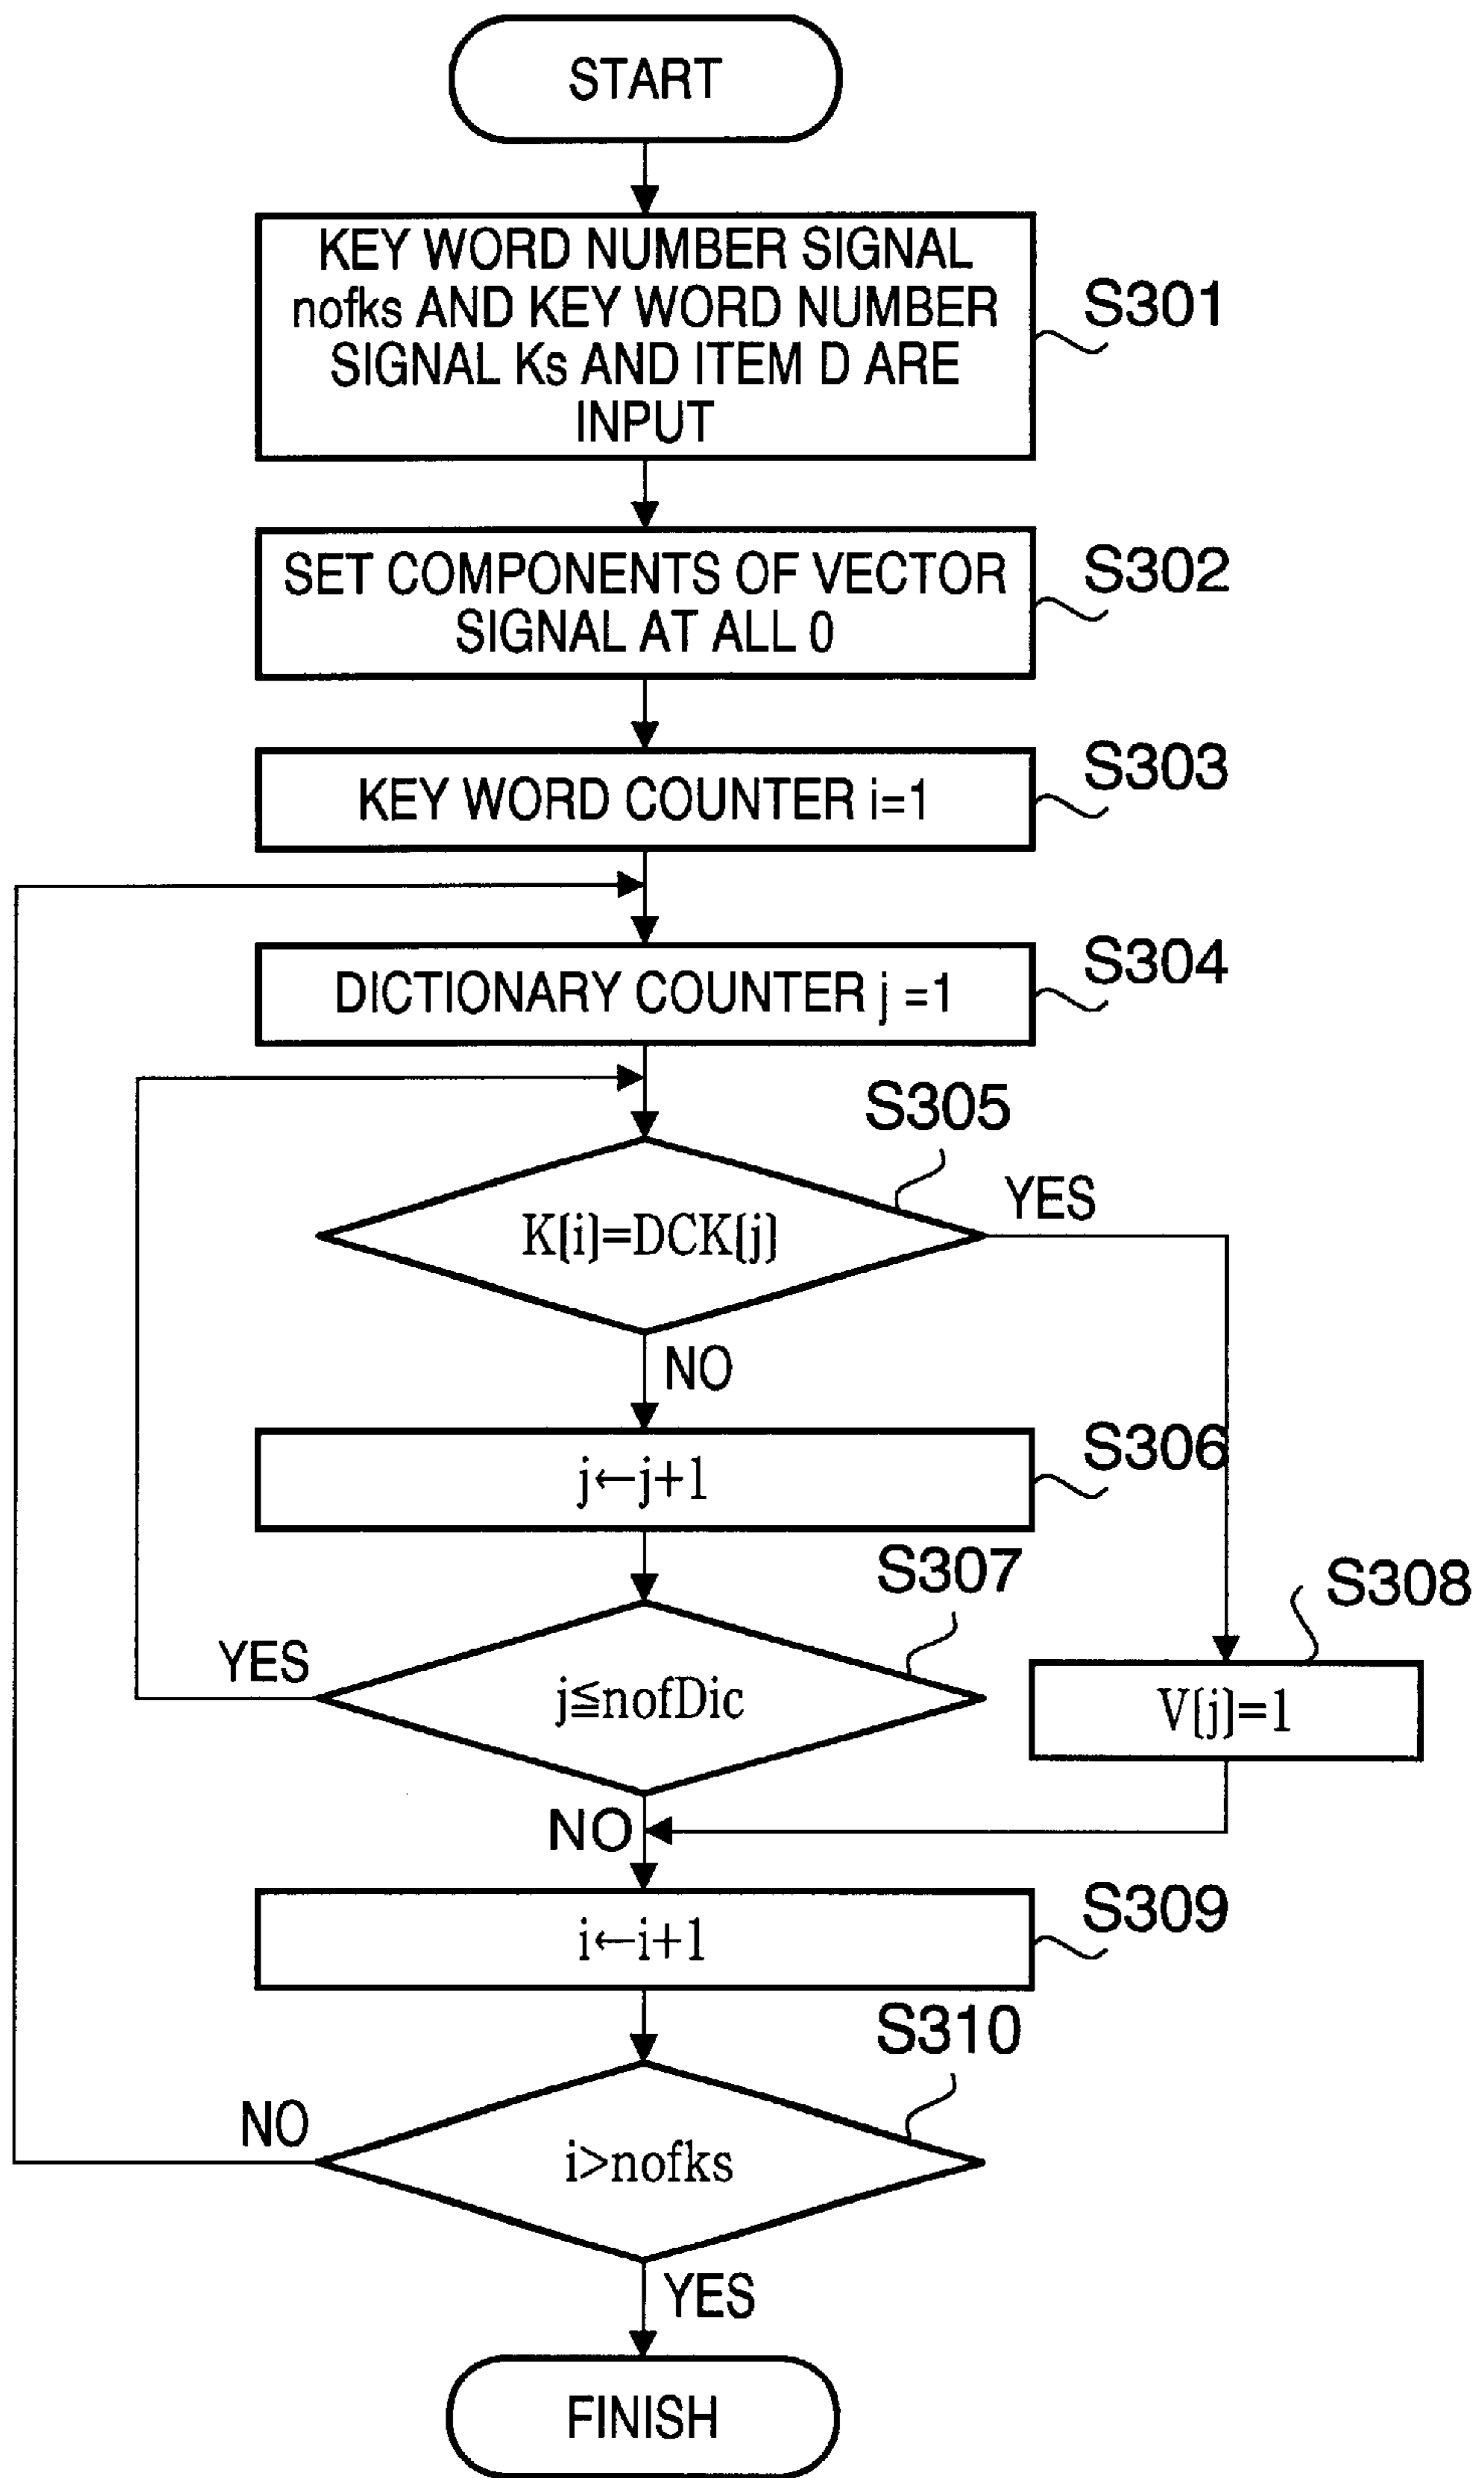 START
KEY WORD NUMBER SIGNAL
nofks AND KEY WORD NUMBER
SIGNAL Ks AND ITEM D ARE
INPUT
S301
SET COMPONENTS OF VECTOR
SIGNAL AT ALL 0
S302
KEY WORD COUNTER i=1
S303
DICTIONARY COUNTER j =1
S304
S305
K[i]=DCK[j]
YES
NO
j←j+1
S306
S307
j≦nofDic
YES
S308
V[j]=1
NO
i←i+1
S309
S310
i>nofks
NO
YES
FINISH